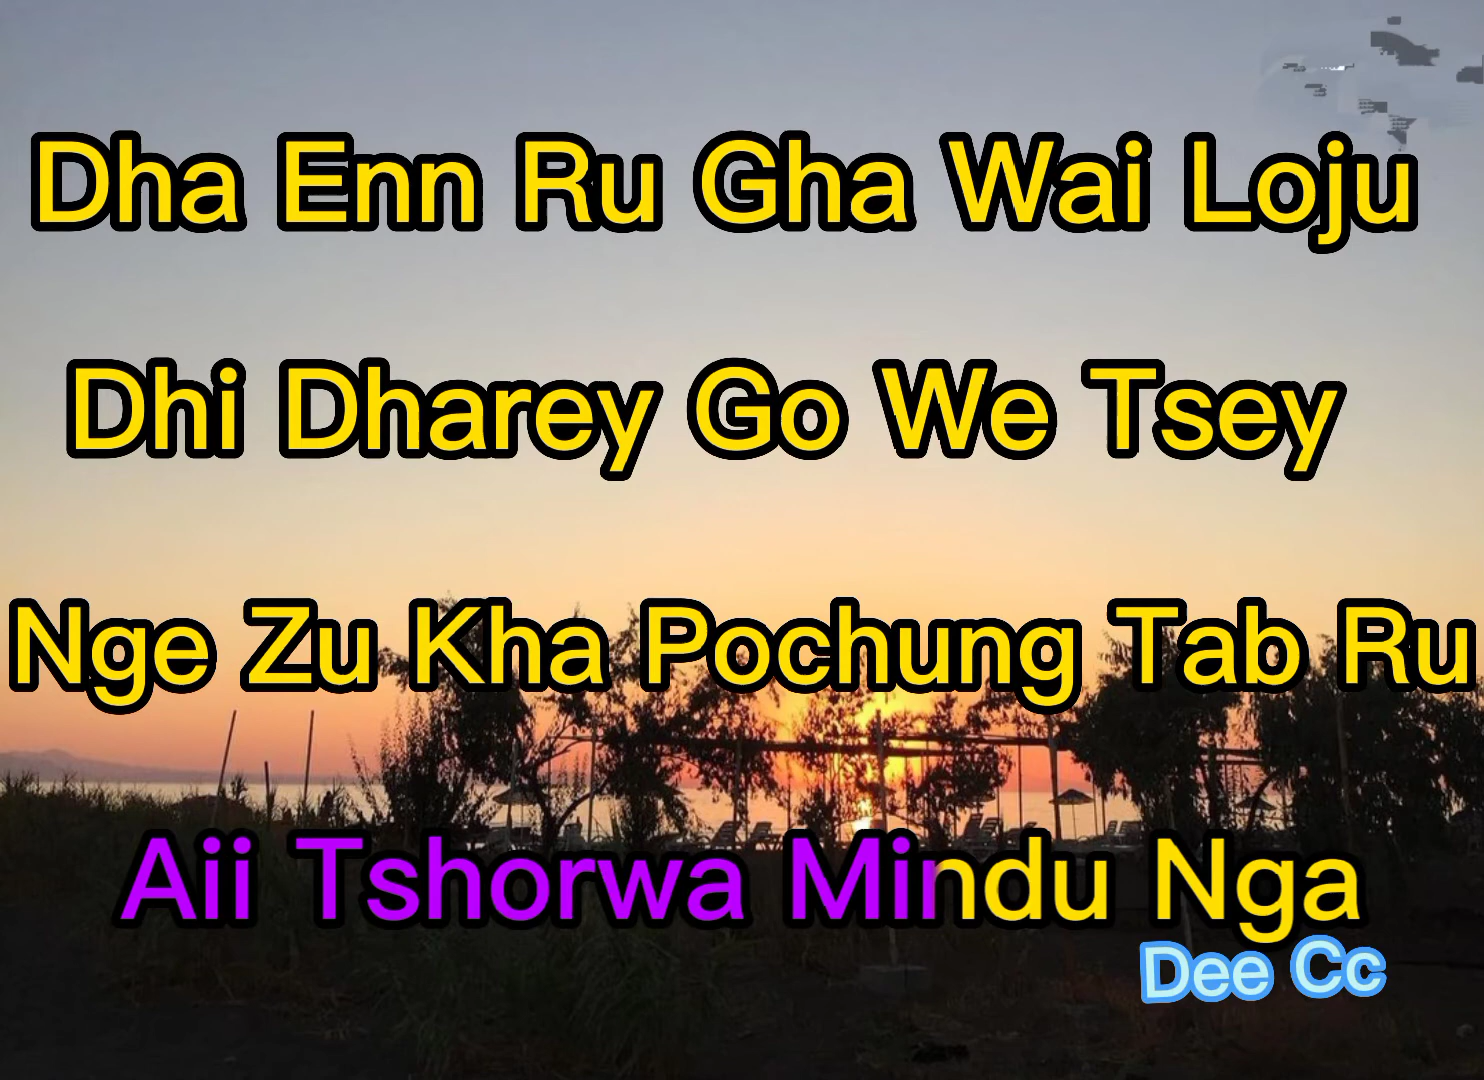 Dha Enn Ru Gha Wai Loju
Dhi Dharey Go We Tsey
Nge Zu Kha Pochung Tab Ru
Aii Tshorwa Mindu Nga
Dee Cc